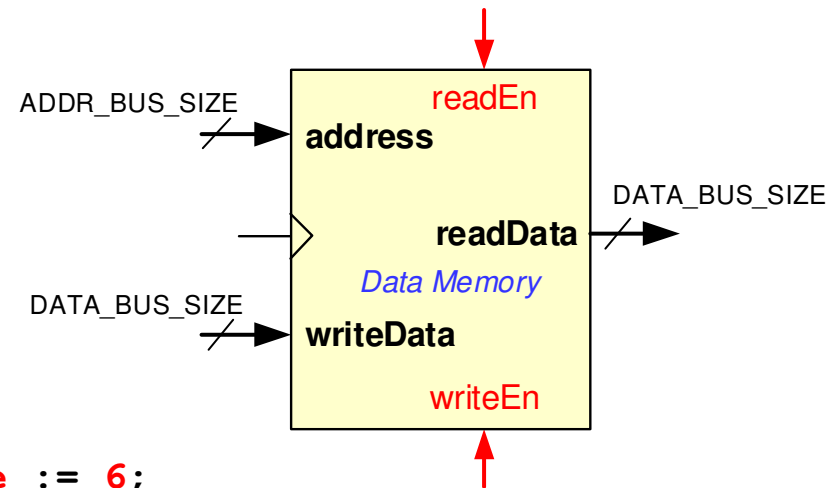 readEn
ADDR_BUS_SIZE
address
DATA_BUS_SIZE
readData
Data Memory
DATA_BUS_SIZE
writeData
writeEn
e := 6;